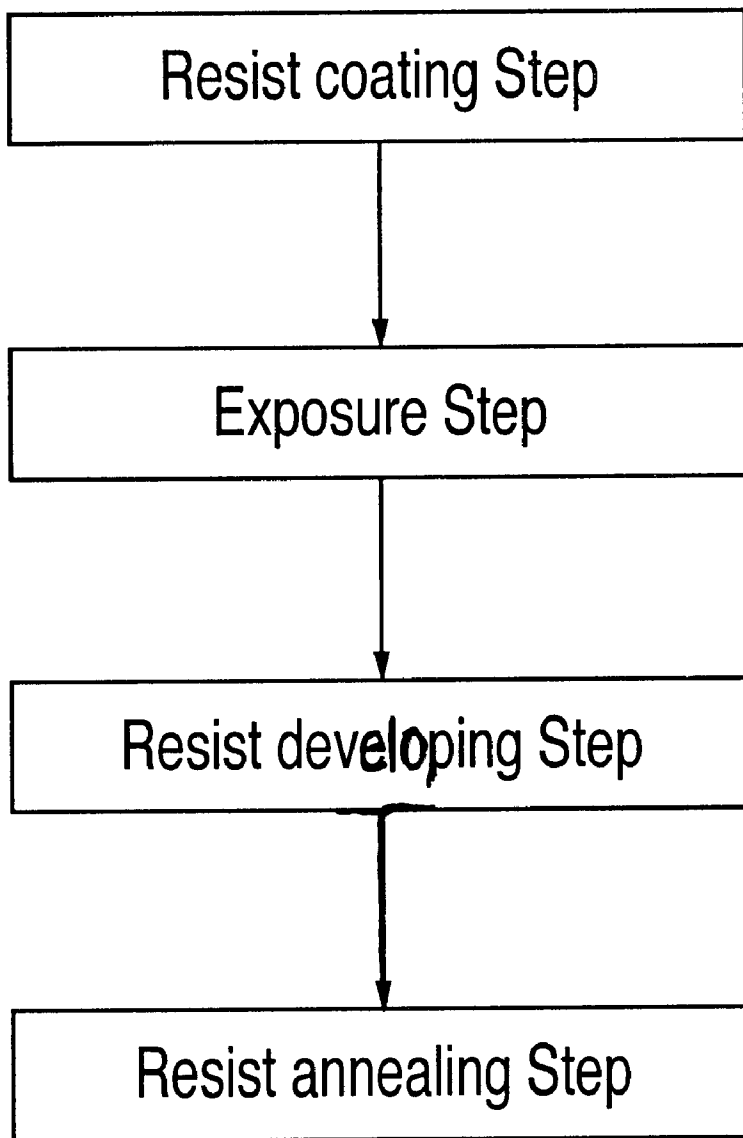 Resist coating Step
Exposure Step
Resist developing Step
Resist annealing Step